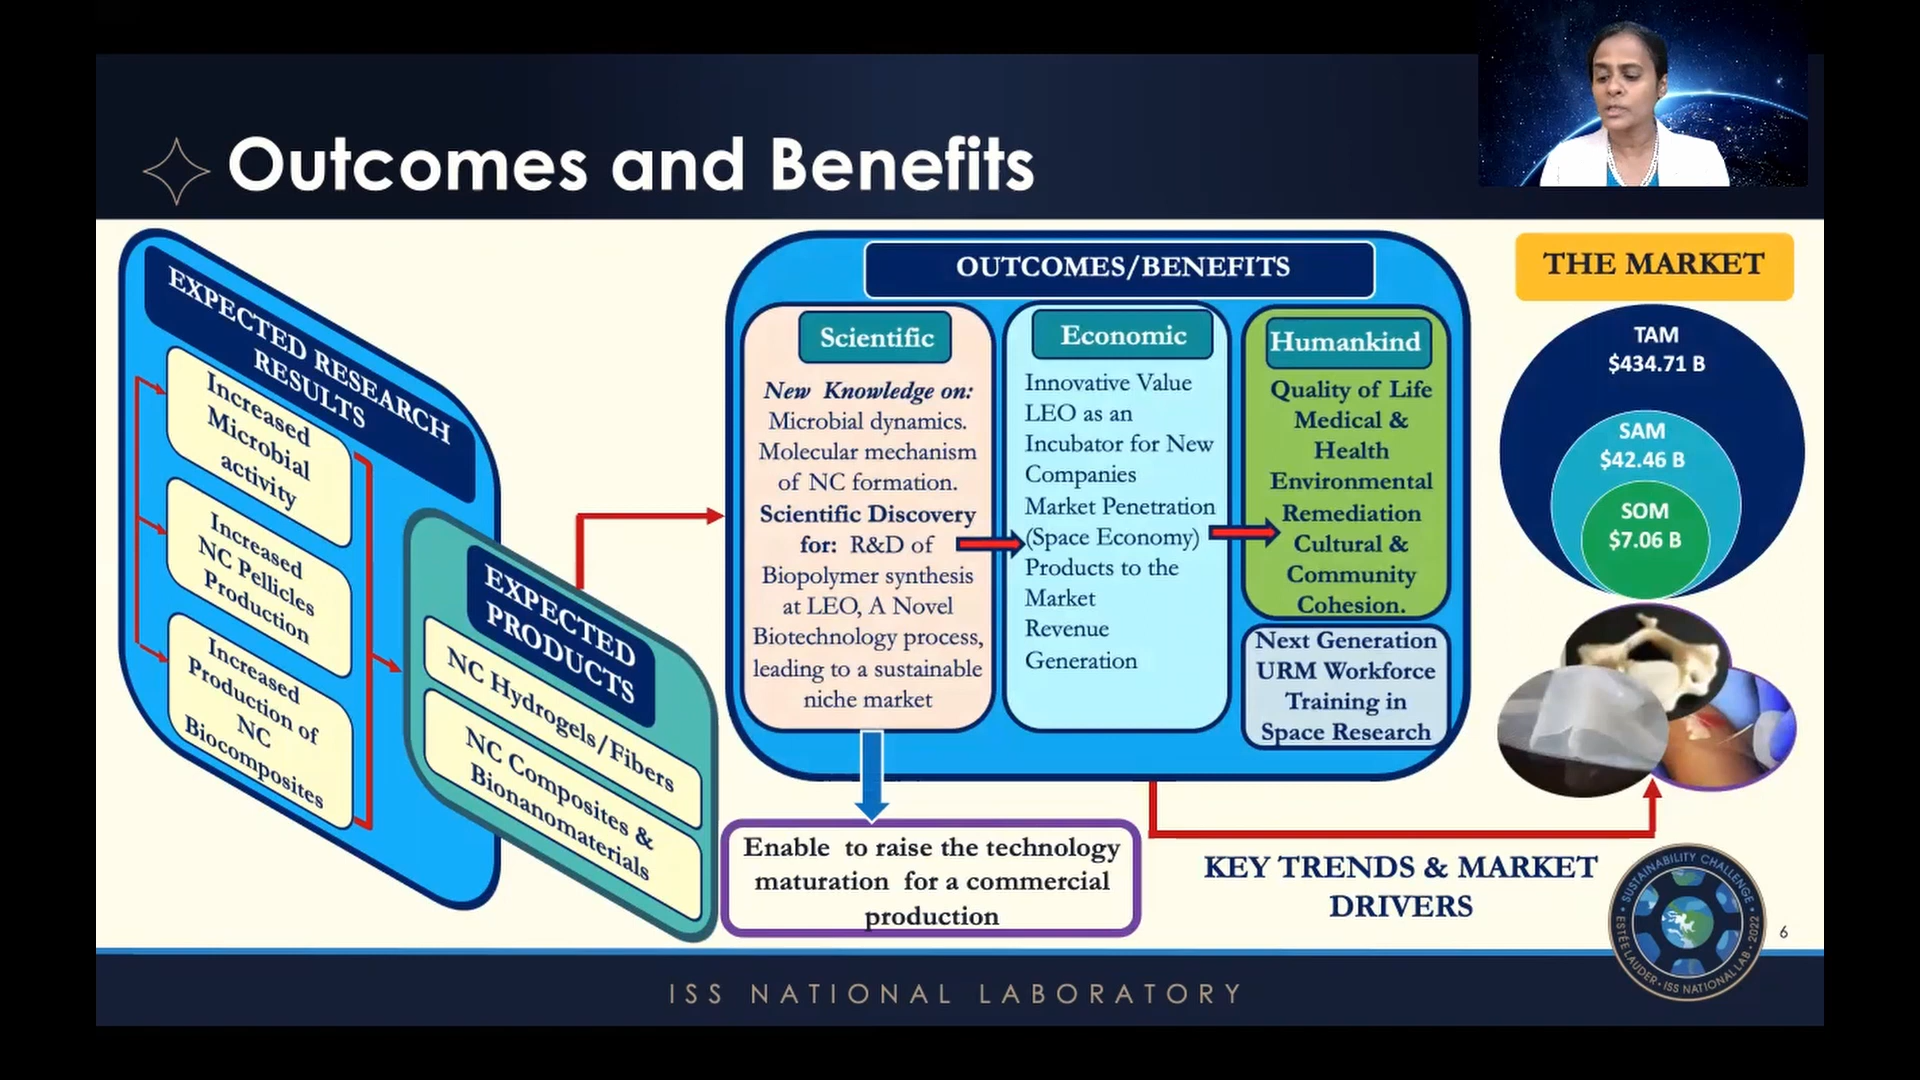 Outcomes and Benefits
EXPECTED RESEARCH
RESULTS
Increased
Microbial
activity
Increased
NC Pellicles
Production
Increased
Production of
NC
Biocomposites
EXPECTED
PRODUCTS
NC Hydrogels/Fibers
NC Composites &
Bionanomaterials
OUTCOMES/BENEFITS
Scientific
New Knowledge on:
Microbial dynamics.
Molecular mechanism
of NC formation.
Scientific Discovery
for: R&D of
Biopolymer synthesis
at LEO, A Novel
Biotechnology process,
leading to a sustainable
niche market
Economic
Innovative Value
LEO as an
Incubator for New
Companies
Market Penetration
(Space Economy)
Products to the
Market
Revenue
Generation
Humankind
Quality of Life
Medical &
Health
Environmental
Remediation
Cultural &
Community
Cohesion.
Next Generation
URM Workforce
Training in
Space Research
Enable to raise the technology
maturation for a commercial
production
THE MARKET
TAM
$434.71 B
SAM
$42.46 B
SOM
$7.06 B
KEY TRENDS & MARKET
DRIVERS
SUSTAINABILITY CHALLENGE
ESTÉE LAUDER • ISS NATIONAL LAB • 2022
6
ISS NATIONAL LABORATORY